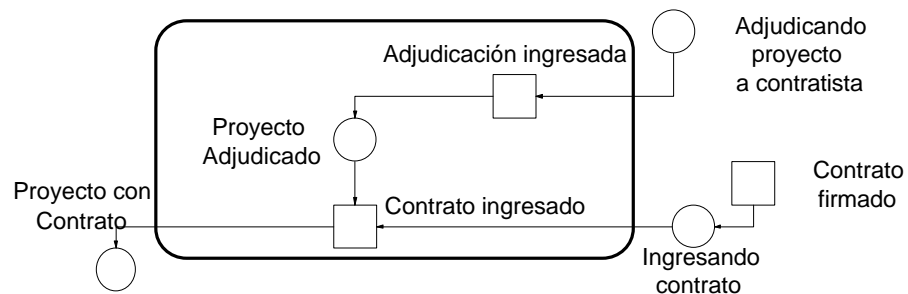 Adjudicando
proyecto
a contratista
Adjudicación ingresada
Proyecto
Adjudicado
Proyecto con
Contrato
Contrato ingresado
Contrato
firmado
Ingresando
contrato